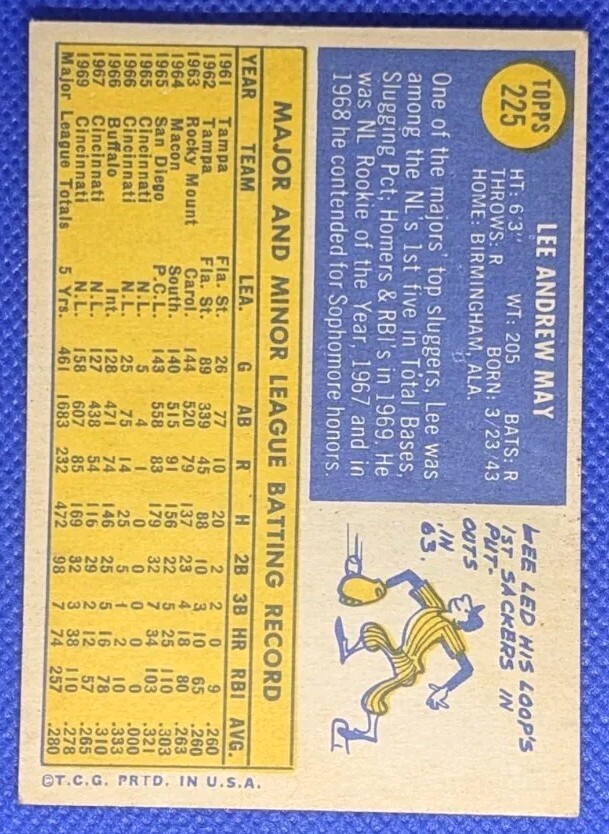 TOPPS
225
LEE ANDREW MAY
HT: 6'3" WT: 205 BATS: R
THROWS: R BORN: 3/23/43
HOME: BIRMINGHAM, ALA.
One of the majors' top sluggers, Lee was
among the NL's 1st five in Total Bases,
Slugging Pct; Homers & RBI's in 1969. He
was NL Rookie of the Year, 1967 and in
1968 he contended for Sophomore honors.
LEE LED HIS LOOP'S
1ST SACKERS IN
PUT-
OUTS
IN
63.
MAJOR AND MINOR LEAGUE BATTING RECORD
YEAR TEAM LEA. G AB R H 2B 3B HR RBI AVG.
1961 Tampa Fla. St. 26 77 10 20 2 2 0 9 .260
1962 Tampa Fla. St. 89 339 45 88 10 3 10 65 .260
1963 Rocky Mount Carol. 144 520 79 137 23 4 18 80 .263
1964 Macon South. 140 515 91 156 22 5 25 110 .303
1965 San Diego P.C.L. 143 558 83 179 32 7 34 103 .321
1965 Cincinnati N.L. 5 4 1 0 0 0 0 0 .000
1966 Cincinnati N.L. 25 75 14 25 5 1 2 10 .333
1966 Buffalo Int. 128 471 74 146 25 5 16 78 .310
1967 Cincinnati N.L. 127 438 54 116 29 2 12 57 .265
1969 Cincinnati N.L. 158 607 85 169 32 3 38 110 .278
Major League Totals 5 Yrs. 461 1683 232 472 98 7 74 257 .280
©T.C.G. PRTD. IN U.S.A.